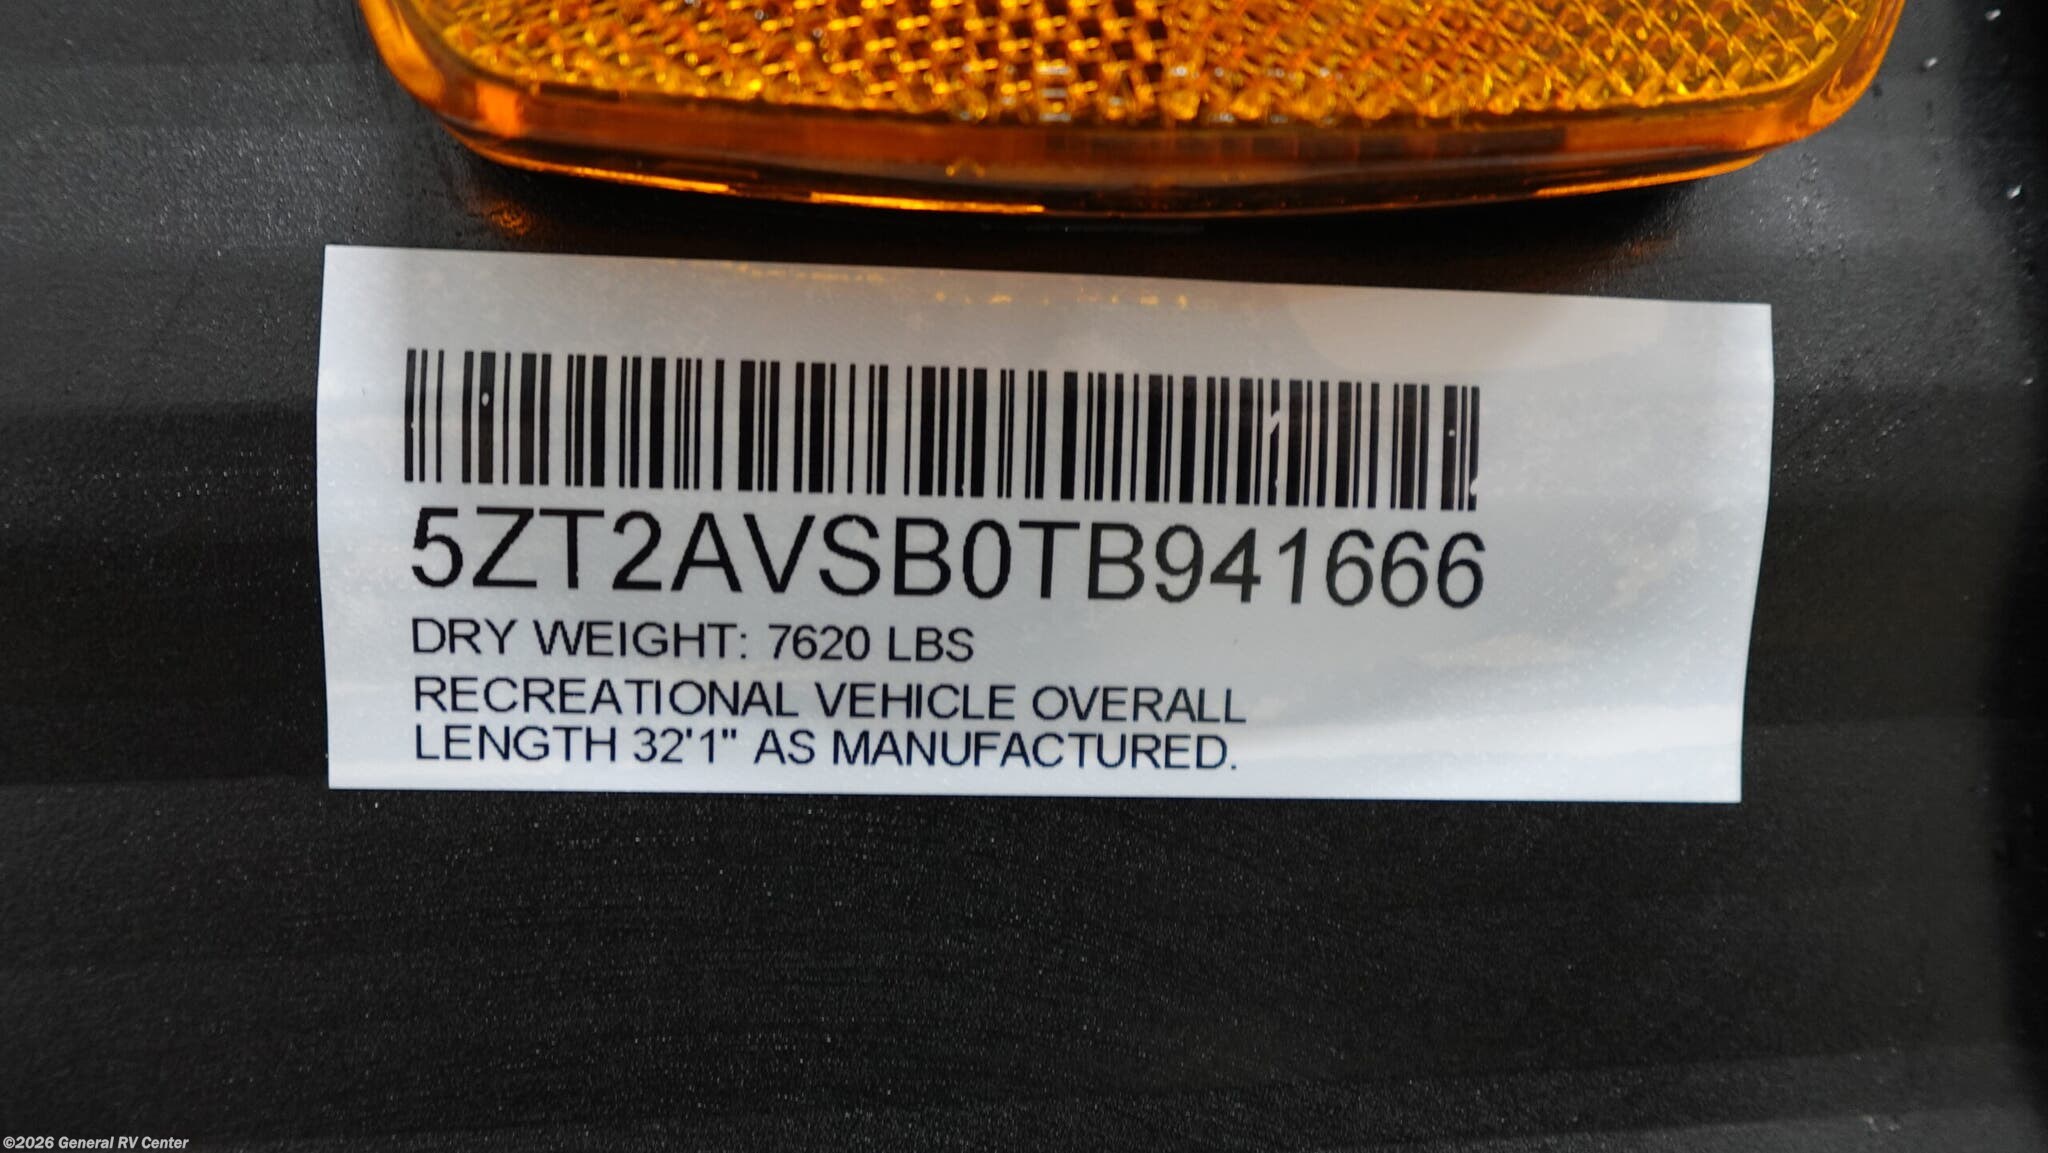 5ZT2AVSB0TB941666
DRY WEIGHT: 7620 LBS
RECREATIONAL VEHICLE OVERALL
LENGTH 32'1" AS MANUFACTURED.
©2026 General RV Center